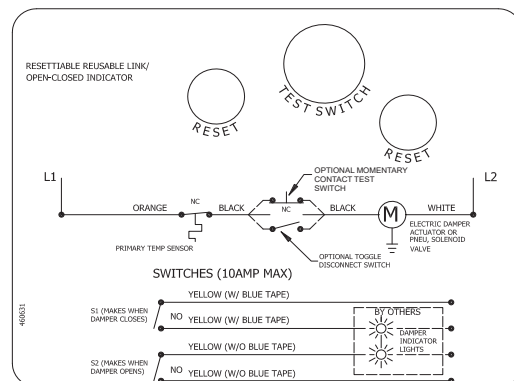 RESETTIABLE REUSABLE LINK/
OPEN-CLOSED INDICATOR
TEST SWITCH
RESET
RESET
OPTIONAL MOMENTARY
CONTACT TEST
SWITCH
L1
L2
ORANGE
NC
BLACK
NC
BLACK
M
WHITE
PRIMARY TEMP SENSOR
ELECTRIC DAMPER
ACTUATOR OR
PNEU, SOLENOID
VALVE
OPTIONAL TOGGLE
DISCONNECT SWITCH
SWITCHES (10AMP MAX)
YELLOW (W/ BLUE TAPE)
S1 (MAKES WHEN
DAMPER CLOSES)
NO
YELLOW (W/ BLUE TAPE)
BY OTHERS
DAMPER
INDICATOR
LIGHTS
YELLOW (W/O BLUE TAPE)
S2 (MAKES WHEN
DAMPER OPENS)
NO
YELLOW (W/O BLUE TAPE)
460631